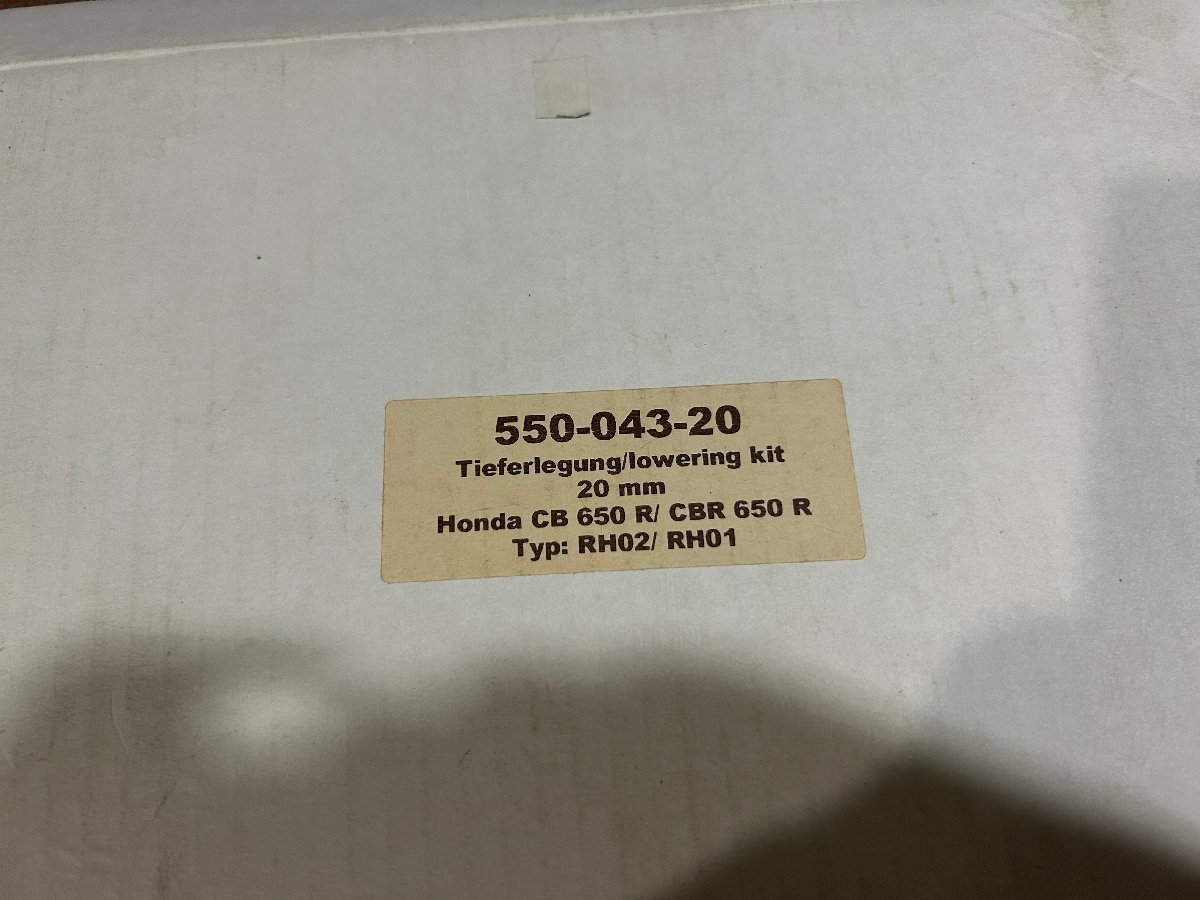 550-043-20
Tieferlegung/lowering kit
20 mm
Honda CB 650 R/ CBR 650 R
Typ: RH02/ RH01